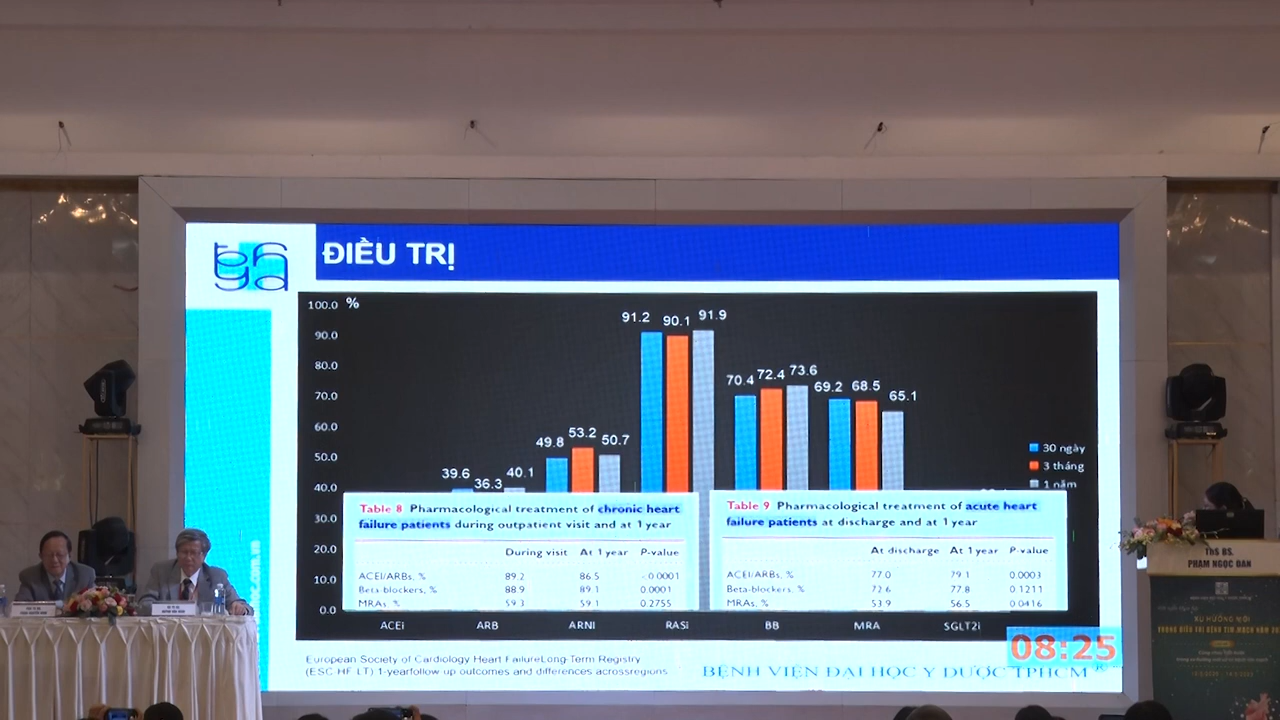 ĐIỀU TRỊ
100.0 %
90.0
80.0
70.0
60.0
50.0
40.0
30.0
20.0
10.0
0.0
39.6 36.3 40.1
49.8 53.2 50.7
91.2 90.1 91.9
70.4 72.4 73.6
69.2 68.5 65.1
30 ngày
3 tháng
1 năm
Table 8 Pharmacological treatment of chronic heart
failure patients during outpatient visit and at 1 year
During visit At 1 year P-value
ACEI/ARBs, % 89.2 86.5 <0.0001
Beta-blockers, % 88.9 89.1 0.0001
MRAs, % 59.3 59.1 0.2755
Table 9 Pharmacological treatment of acute heart
failure patients at discharge and at 1 year
At discharge At 1 year P-value
ACEI/ARBs, % 77.0 79.1 0.0003
Beta-blockers, % 72.6 77.8 0.1211
MRAs, % 53.9 56.5 0.0416
ACEi ARB ARNI RASi BB MRA SGLT2i
08:25
European Society of Cardiology Heart FailureLong-Term Registry
(ESC HF LT) 1-yearfollow up outcomes and differences acrossregions
BỆNH VIỆN ĐẠI HỌC Y DƯỢC TPHCM
ThS BS.
PHẠM NGỌC ĐAN
XU HƯỚNG MỚI